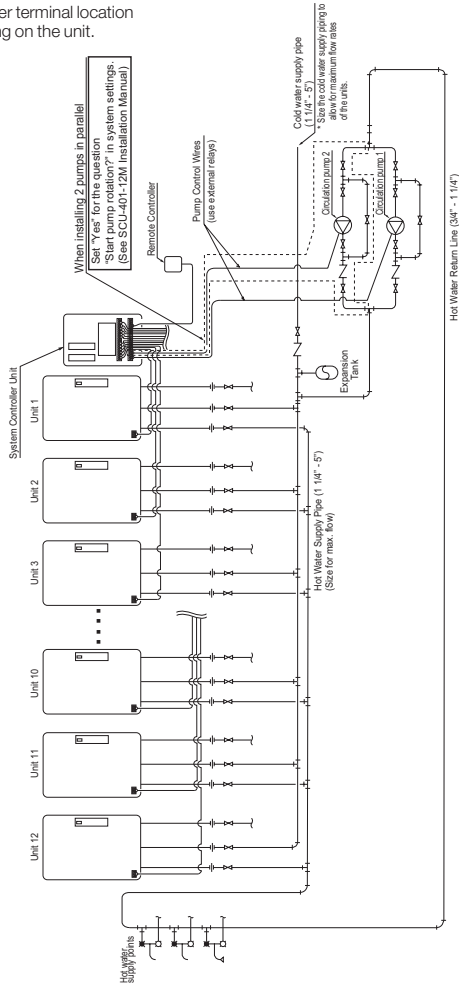 er terminal location
ng on the unit.
System Controller Unit
When installing 2 pumps in parallel
Set "Yes" for the question
"Start pump rotation?" in system settings.
(See SCU-401-12M Installation Manual)
Remote Controller
Pump Control Wires
(use external relays)
Cold water supply pipe
(1 1/4" - 5")
* Size the cold water supply piping to
allow for maximum flow rates
of the units.
Circulation pump 2
Circulation pump 1
Expansion
Tank
Unit 1
Unit 2
Unit 3
Unit 10
Unit 11
Unit 12
Hot Water Supply Pipe (1 1/4" - 5")
(Size for max. flow)
Hot Water Return Line (3/4" - 1 1/4")
Hot water
supply points